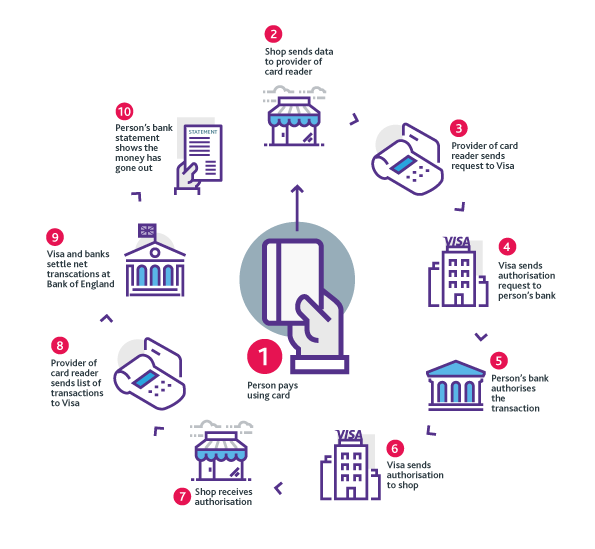 1
Person pays
using card
2
Shop sends data
to provider of
card reader
3
Provider of card
reader sends
request to Visa
VISA
4
Visa sends
authorisation
request to
person's bank
5
Person's bank
authorises
the
transaction
VISA
6
Visa sends
authorisation
to shop
7
Shop receives
authorisation
8
Provider of
card reader
sends list of
transactions
to Visa
9
Visa and banks
settle net
transcations at
Bank of England
10
Person's bank
statement
shows the
money has
gone out
STATEMENT